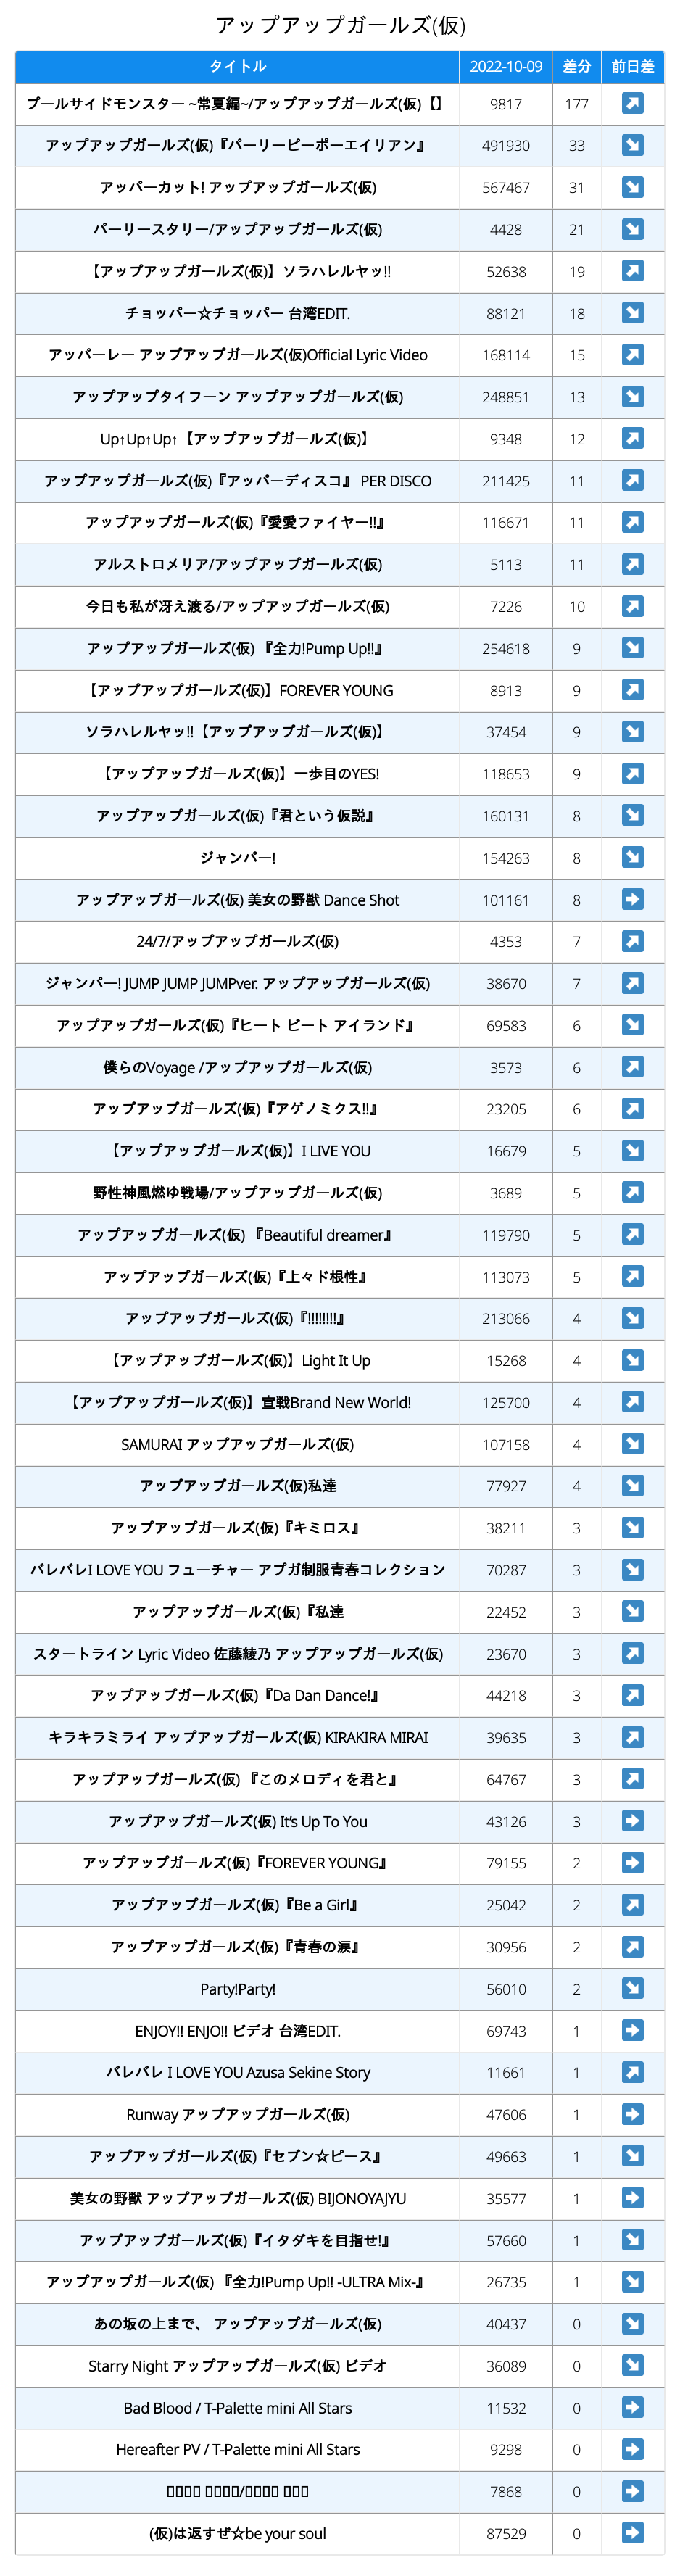 アップアップガールズ(仮)
タイトル 2022-10-09 差分 前日差
プールサイドモンスター ~常夏編~/アップアップガールズ(仮)【】 9817 177
アップアップガールズ(仮)『パーリーピーポーエイリアン』 491930 33
アッパーカット! アップアップガールズ(仮) 567467 31
パーリースタリー/アップアップガールズ(仮) 4428 21
【アップアップガールズ(仮)】ソラハレルヤッ!! 52638 19
チョッパー☆チョッパー 台湾EDIT. 88121 18
アッパーレー アップアップガールズ(仮)Official Lyric Video 168114 15
アップアップタイフーン アップアップガールズ(仮) 248851 13
Up↑Up↑Up↑【アップアップガールズ(仮)】 9348 12
アップアップガールズ(仮)『アッパーディスコ』 PER DISCO 211425 11
アップアップガールズ(仮)『愛愛ファイヤー!!』 116671 11
アルストロメリア/アップアップガールズ(仮) 5113 11
今日も私が冴え渡る/アップアップガールズ(仮) 7226 10
アップアップガールズ(仮) 『全力!Pump Up!!』 254618 9
【アップアップガールズ(仮)】FOREVER YOUNG 8913 9
ソラハレルヤッ!!【アップアップガールズ(仮)】 37454 9
【アップアップガールズ(仮)】一歩目のYES! 118653 9
アップアップガールズ(仮)『君という仮説』 160131 8
ジャンパー! 154263 8
アップアップガールズ(仮) 美女の野獣 Dance Shot 101161 8
24/7/アップアップガールズ(仮) 4353 7
ジャンパー! JUMP JUMP JUMPver. アップアップガールズ(仮) 38670 7
アップアップガールズ(仮)『ヒート ビート アイランド』 69583 6
僕らのVoyage /アップアップガールズ(仮) 3573 6
アップアップガールズ(仮)『アゲノミクス!!』 23205 6
【アップアップガールズ(仮)】I LIVE YOU 16679 5
野性神風燃ゆ戦場/アップアップガールズ(仮) 3689 5
アップアップガールズ(仮) 『Beautiful dreamer』 119790 5
アップアップガールズ(仮)『上々ド根性』 113073 5
アップアップガールズ(仮)『!!!!!!!!』 213066 4
【アップアップガールズ(仮)】Light It Up 15268 4
【アップアップガールズ(仮)】宣戦Brand New World! 125700 4
SAMURAI アップアップガールズ(仮) 107158 4
アップアップガールズ(仮)私達 77927 4
アップアップガールズ(仮)『キミロス』 38211 3
バレバレI LOVE YOU フューチャー アプガ制服青春コレクション 70287 3
アップアップガールズ(仮)『私達 22452 3
スタートライン Lyric Video 佐藤綾乃 アップアップガールズ(仮) 23670 3
アップアップガールズ(仮)『Da Dan Dance!』 44218 3
キラキラミライ アップアップガールズ(仮) KIRAKIRA MIRAI 39635 3
アップアップガールズ(仮) 『このメロディを君と』 64767 3
アップアップガールズ(仮) It’s Up To You 43126 3
アップアップガールズ(仮)『FOREVER YOUNG』 79155 2
アップアップガールズ(仮)『Be a Girl』 25042 2
アップアップガールズ(仮)『青春の涙』 30956 2
Party!Party! 56010 2
ENJOY!! ENJO!! ビデオ 台湾EDIT. 69743 1
バレバレ I LOVE YOU Azusa Sekine Story 11661 1
Runway アップアップガールズ(仮) 47606 1
アップアップガールズ(仮)『セブン☆ピース』 49663 1
美女の野獣 アップアップガールズ(仮) BIJONOYAJYU 35577 1
アップアップガールズ(仮)『イタダキを目指せ!』 57660 1
アップアップガールズ(仮) 『全力!Pump Up!! -ULTRA Mix-』 26735 1
あの坂の上まで、 アップアップガールズ(仮) 40437 0
Starry Night アップアップガールズ(仮) ビデオ 36089 0
Bad Blood / T-Palette mini All Stars 11532 0
Hereafter PV / T-Palette mini All Stars 9298 0
7868 0
(仮)は返すぜ☆be your soul 87529 0